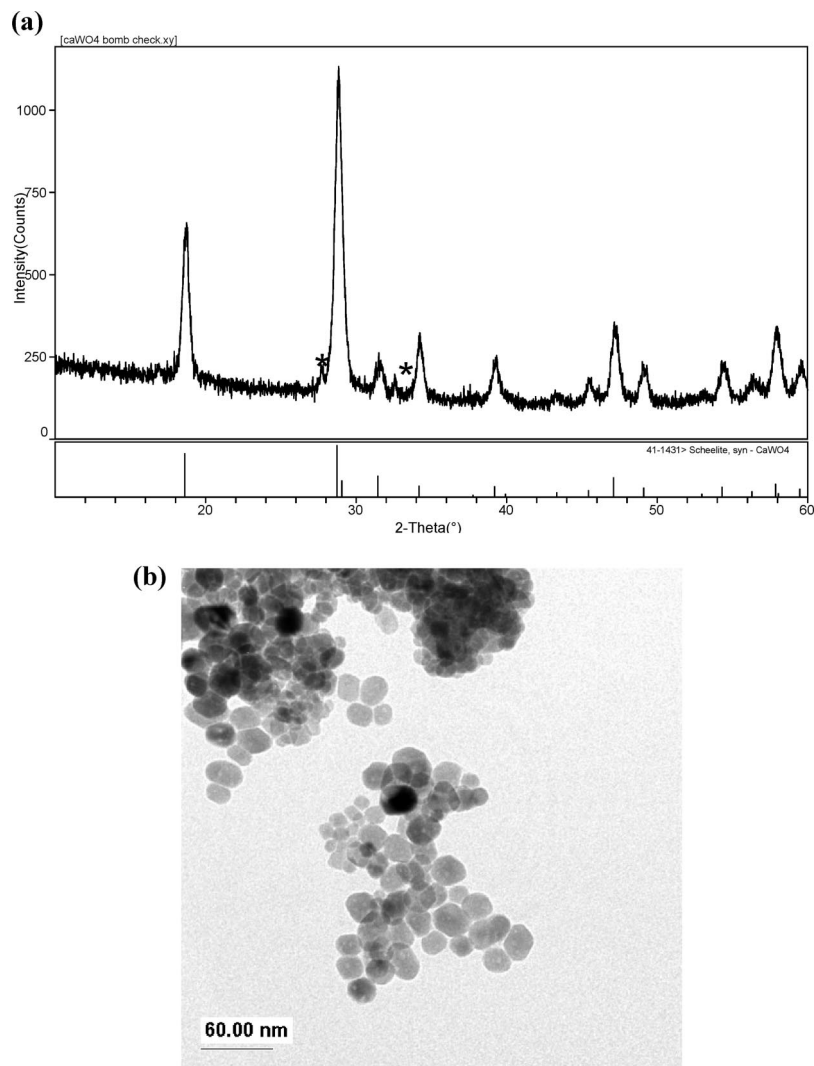 (a)
[caWO4 bomb check.xy]
1000
750
500
250
0
Intensity(Counts)
*
*
41-1431> Scheelite, syn - CaWO4
20
30
40
50
60
2-Theta(°)
(b)
60.00 nm